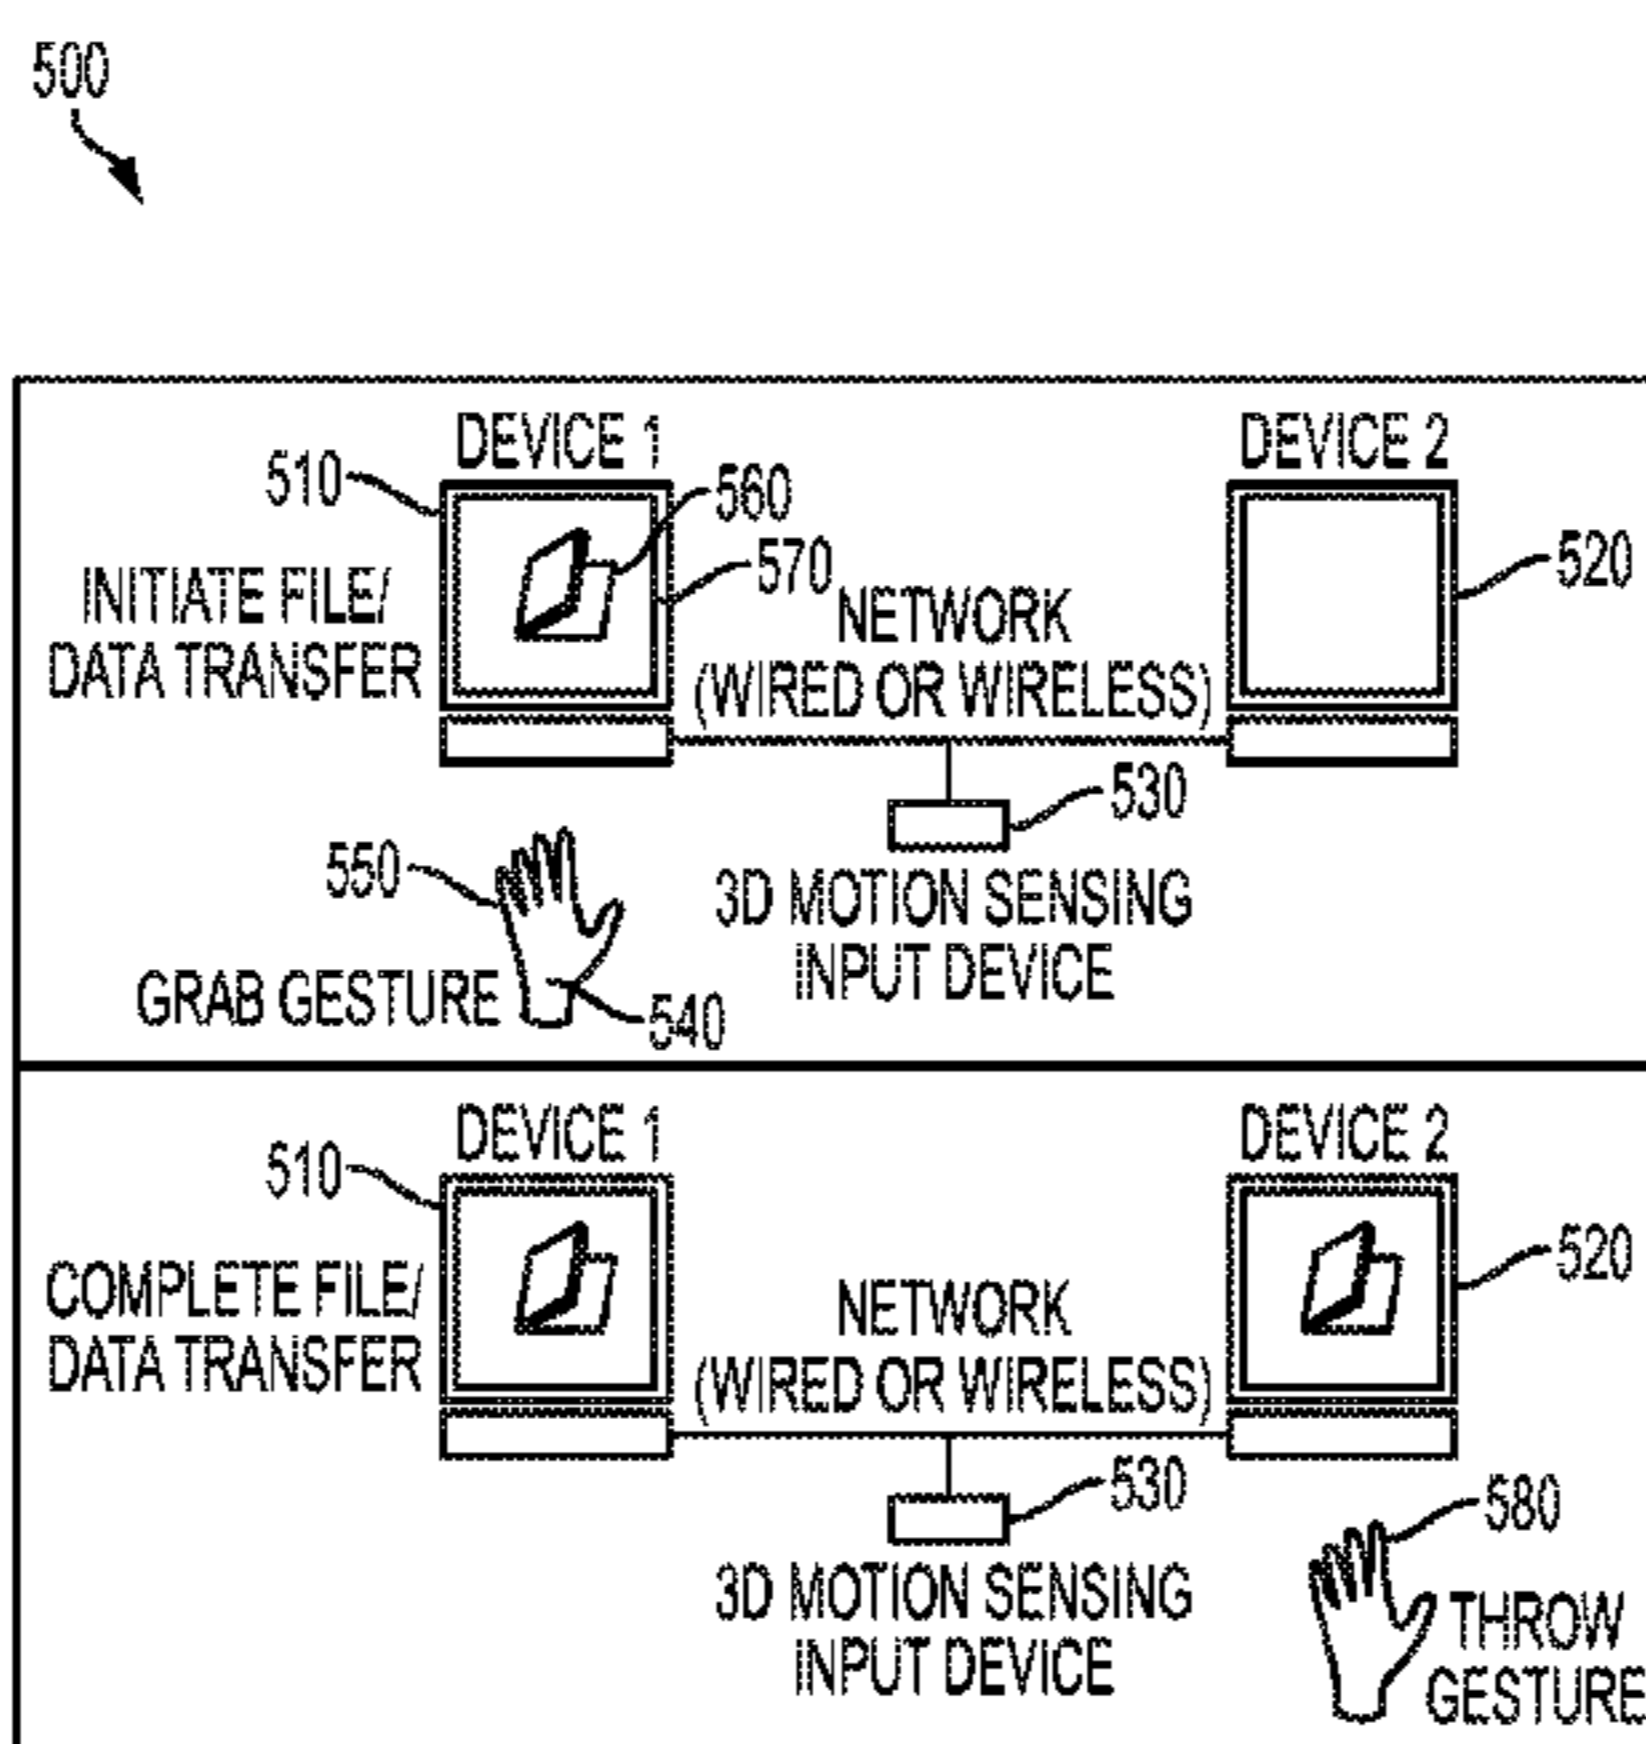 500
DEVICE 1
DEVICE 2
510
560
570
520
INITIATE FILE/
DATA TRANSFER
NETWORK
(WIRED OR WIRELESS)
530
550
3D MOTION SENSING
INPUT DEVICE
GRAB GESTURE
540
DEVICE 1
DEVICE 2
510
520
COMPLETE FILE/
DATA TRANSFER
NETWORK
(WIRED OR WIRELESS)
530
580
3D MOTION SENSING
INPUT DEVICE
THROW
GESTURE